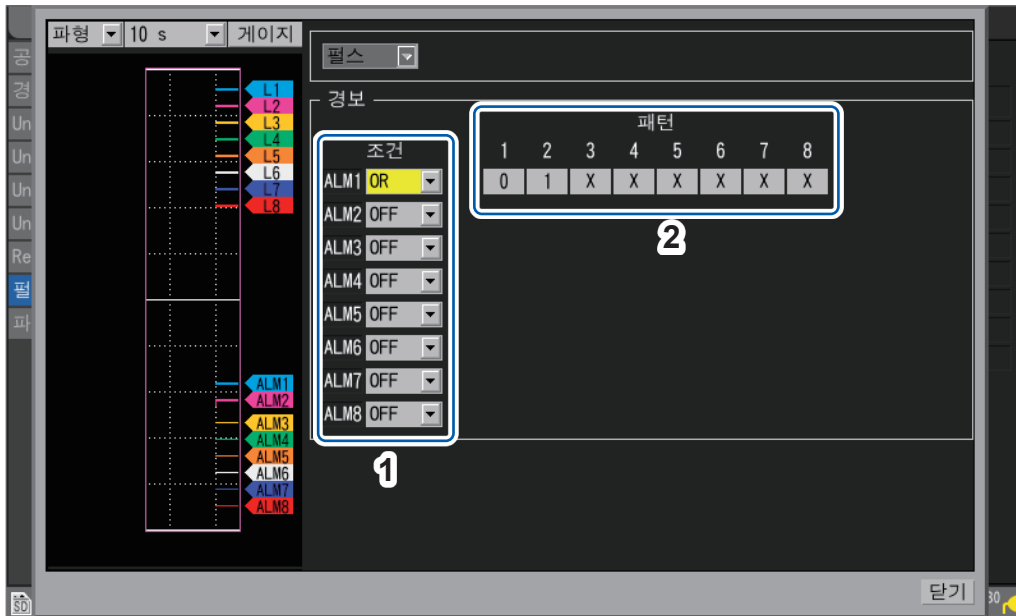 파형 10 s 게이지
펄스
공
경
Un
Un
Un
Un
Re
펄
파
L1
L2
L3
L4
L5
L6
L7
L8
ALM1
ALM2
ALM3
ALM4
ALM5
ALM6
ALM7
ALM8
경보
조건
ALM1 OR
ALM2 OFF
ALM3 OFF
ALM4 OFF
ALM5 OFF
ALM6 OFF
ALM7 OFF
ALM8 OFF
1
패턴
1 2 3 4 5 6 7 8
0 1 X X X X X X
2
닫기
SD
30